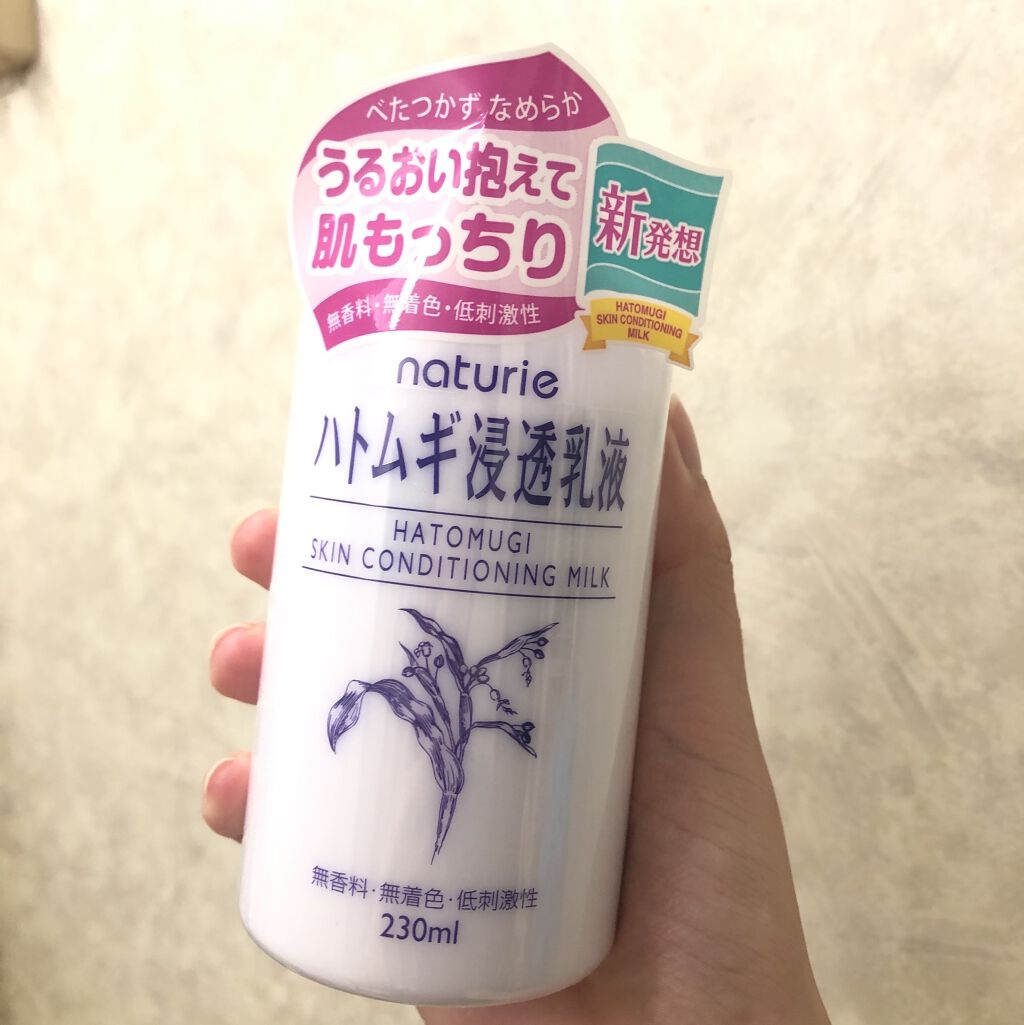 べたつかず なめらか
うるおい抱えて
肌もっちり
無香料・無着色・低刺激性
新発想
HATOMUGI
SKIN CONDITIONING
MILK
naturie
ハトムギ浸透乳液
HATOMUGI
SKIN CONDITIONING MILK
無香料・無着色・低刺激性
230ml